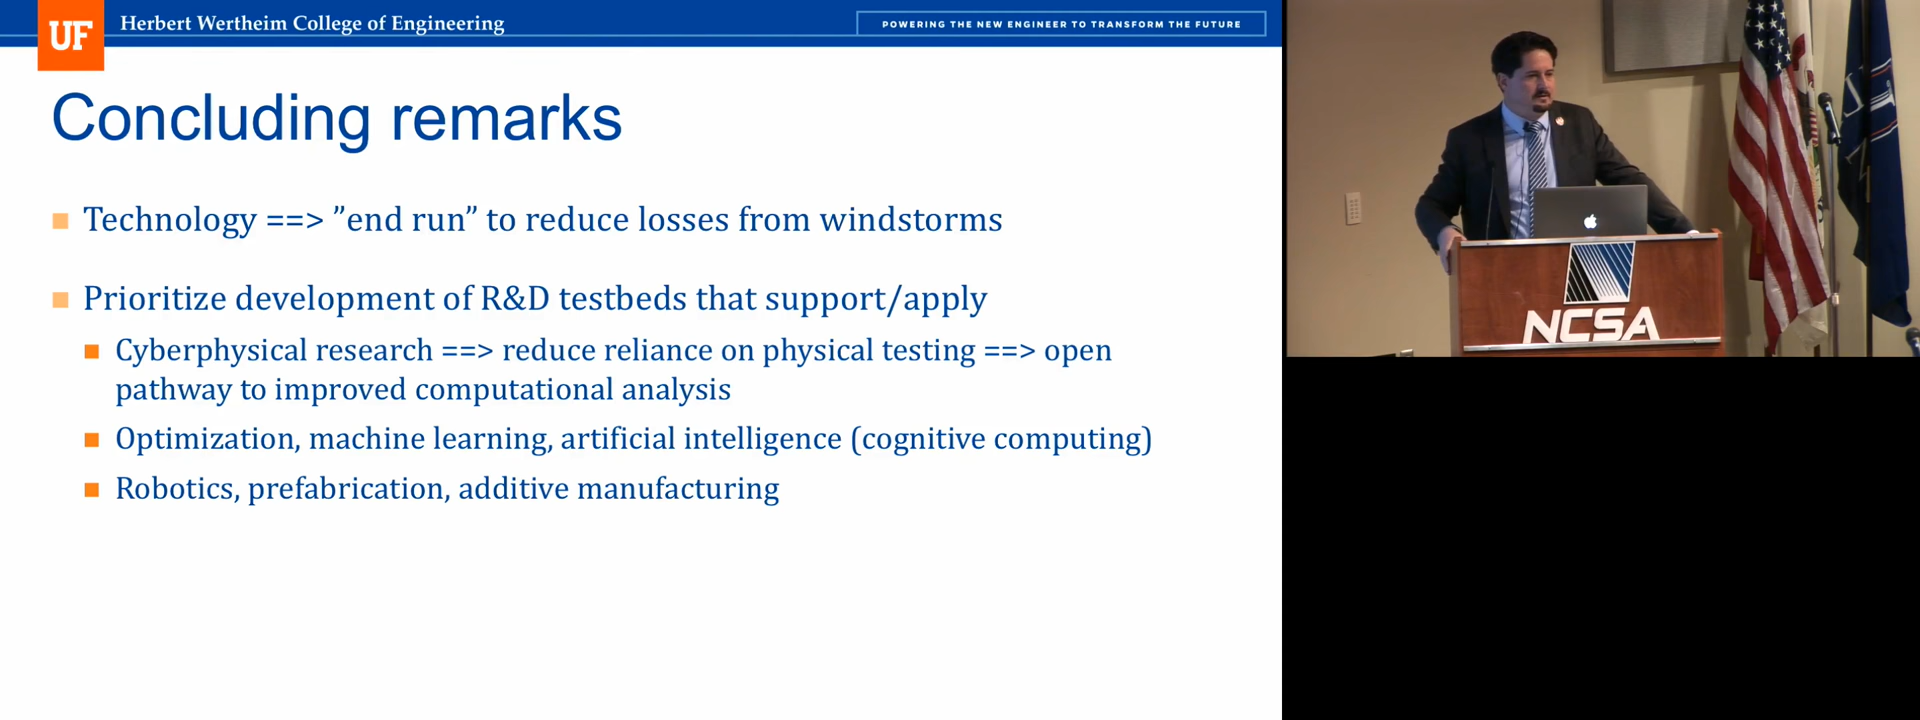 UF Herbert Wertheim College of Engineering
POWERING THE NEW ENGINEER TO TRANSFORM THE FUTURE
Concluding remarks
Technology ==> ”end run” to reduce losses from windstorms
Prioritize development of R&D testbeds that support/apply
Cyberphysical research ==> reduce reliance on physical testing ==> open
pathway to improved computational analysis
Optimization, machine learning, artificial intelligence (cognitive computing)
Robotics, prefabrication, additive manufacturing
NCSA